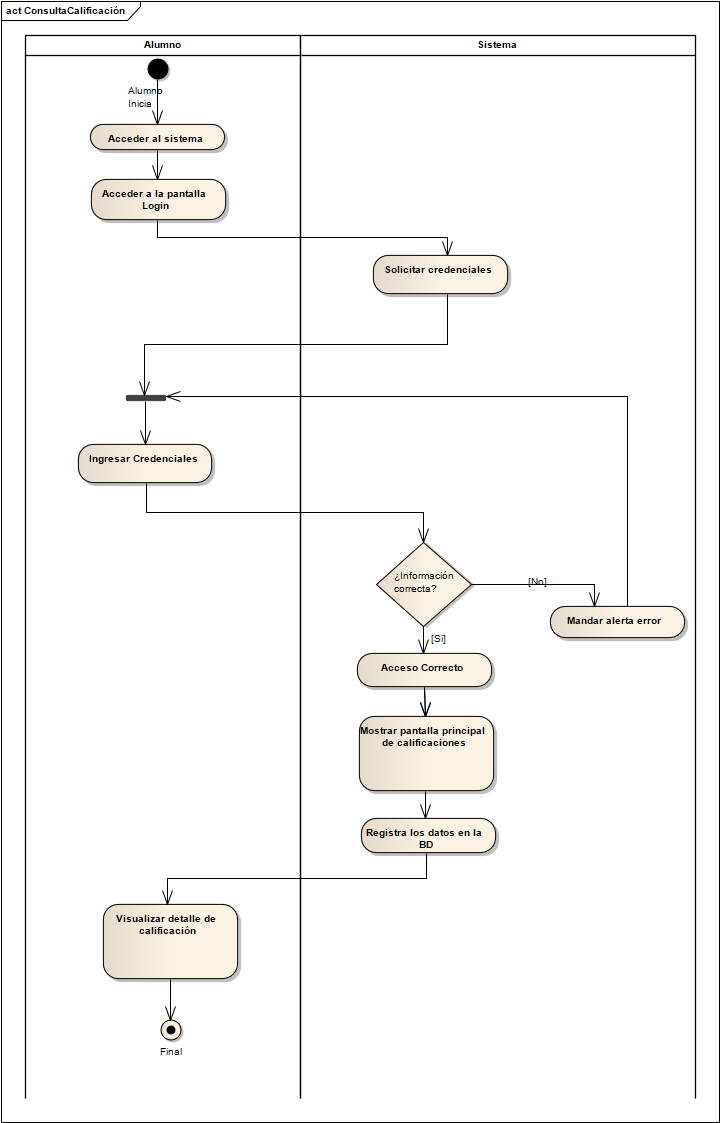 act ConsultaCalificación
Alumno
Sistema
Alumno
Inicia
Acceder al sistema
Acceder a la pantalla
Login
Solicitar credenciales
Ingresar Credenciales
¿Información
correcta?
[No]
Mandar alerta error
[Si]
Acceso Correcto
Mostrar pantalla principal
de calificaciones
Registra los datos en la
BD
Visualizar detalle de
calificación
Final